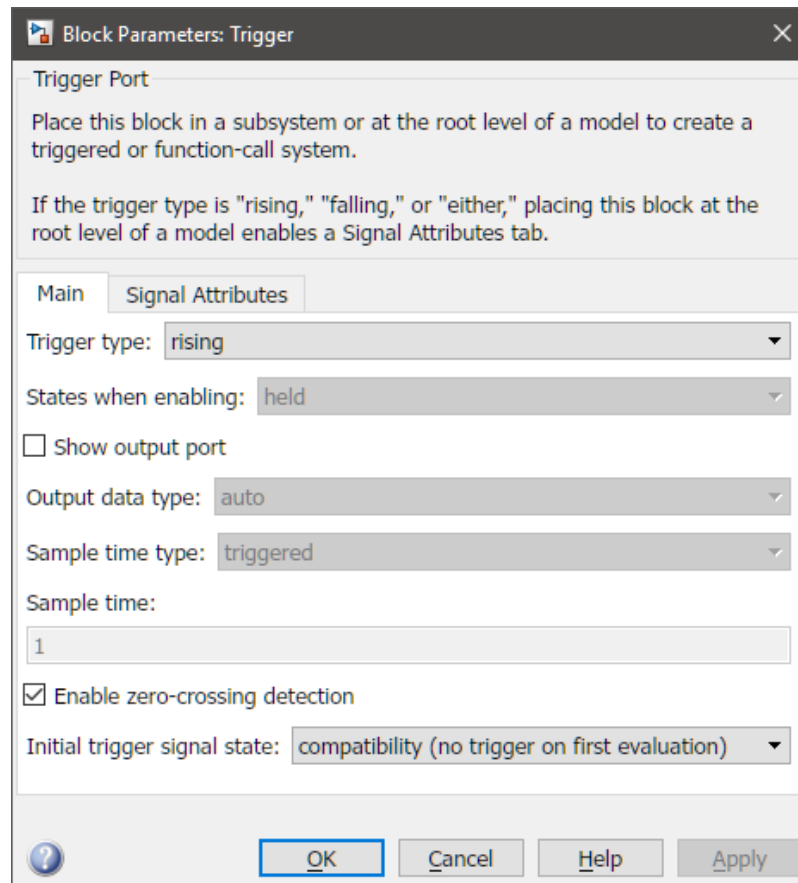 Block Parameters: Trigger
Trigger Port
Place this block in a subsystem or at the root level of a model to create a
triggered or function-call system.
If the trigger type is "rising," "falling," or "either," placing this block at the
root level of a model enables a Signal Attributes tab.
Main Signal Attributes
Trigger type: rising
States when enabling: held
Show output port
Output data type: auto
Sample time type: triggered
Sample time:
1
Enable zero-crossing detection
Initial trigger signal state: compatibility (no trigger on first evaluation)
? OK Cancel Help Apply